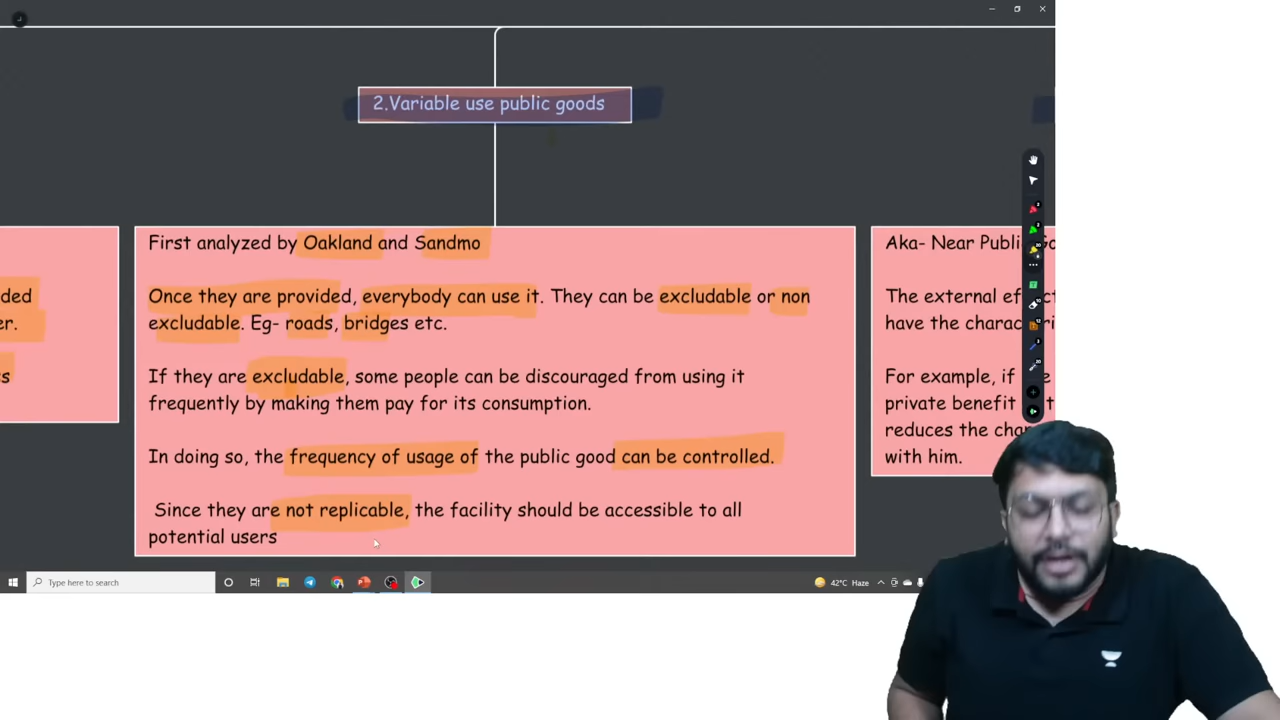 2.Variable use public goods
ded
er.
s
First analyzed by Oakland and Sandmo
Once they are provided, everybody can use it. They can be excludable or non
excludable. Eg- roads, bridges etc.
If they are excludable, some people can be discouraged from using it
frequently by making them pay for its consumption.
In doing so, the frequency of usage of the public good can be controlled.
Since they are not replicable, the facility should be accessible to all
potential users
Aka- Near Publi
The external ef
have the charac
For example, if
private benefit
reduces the cha
with him.
Type here to search
42°C Haze